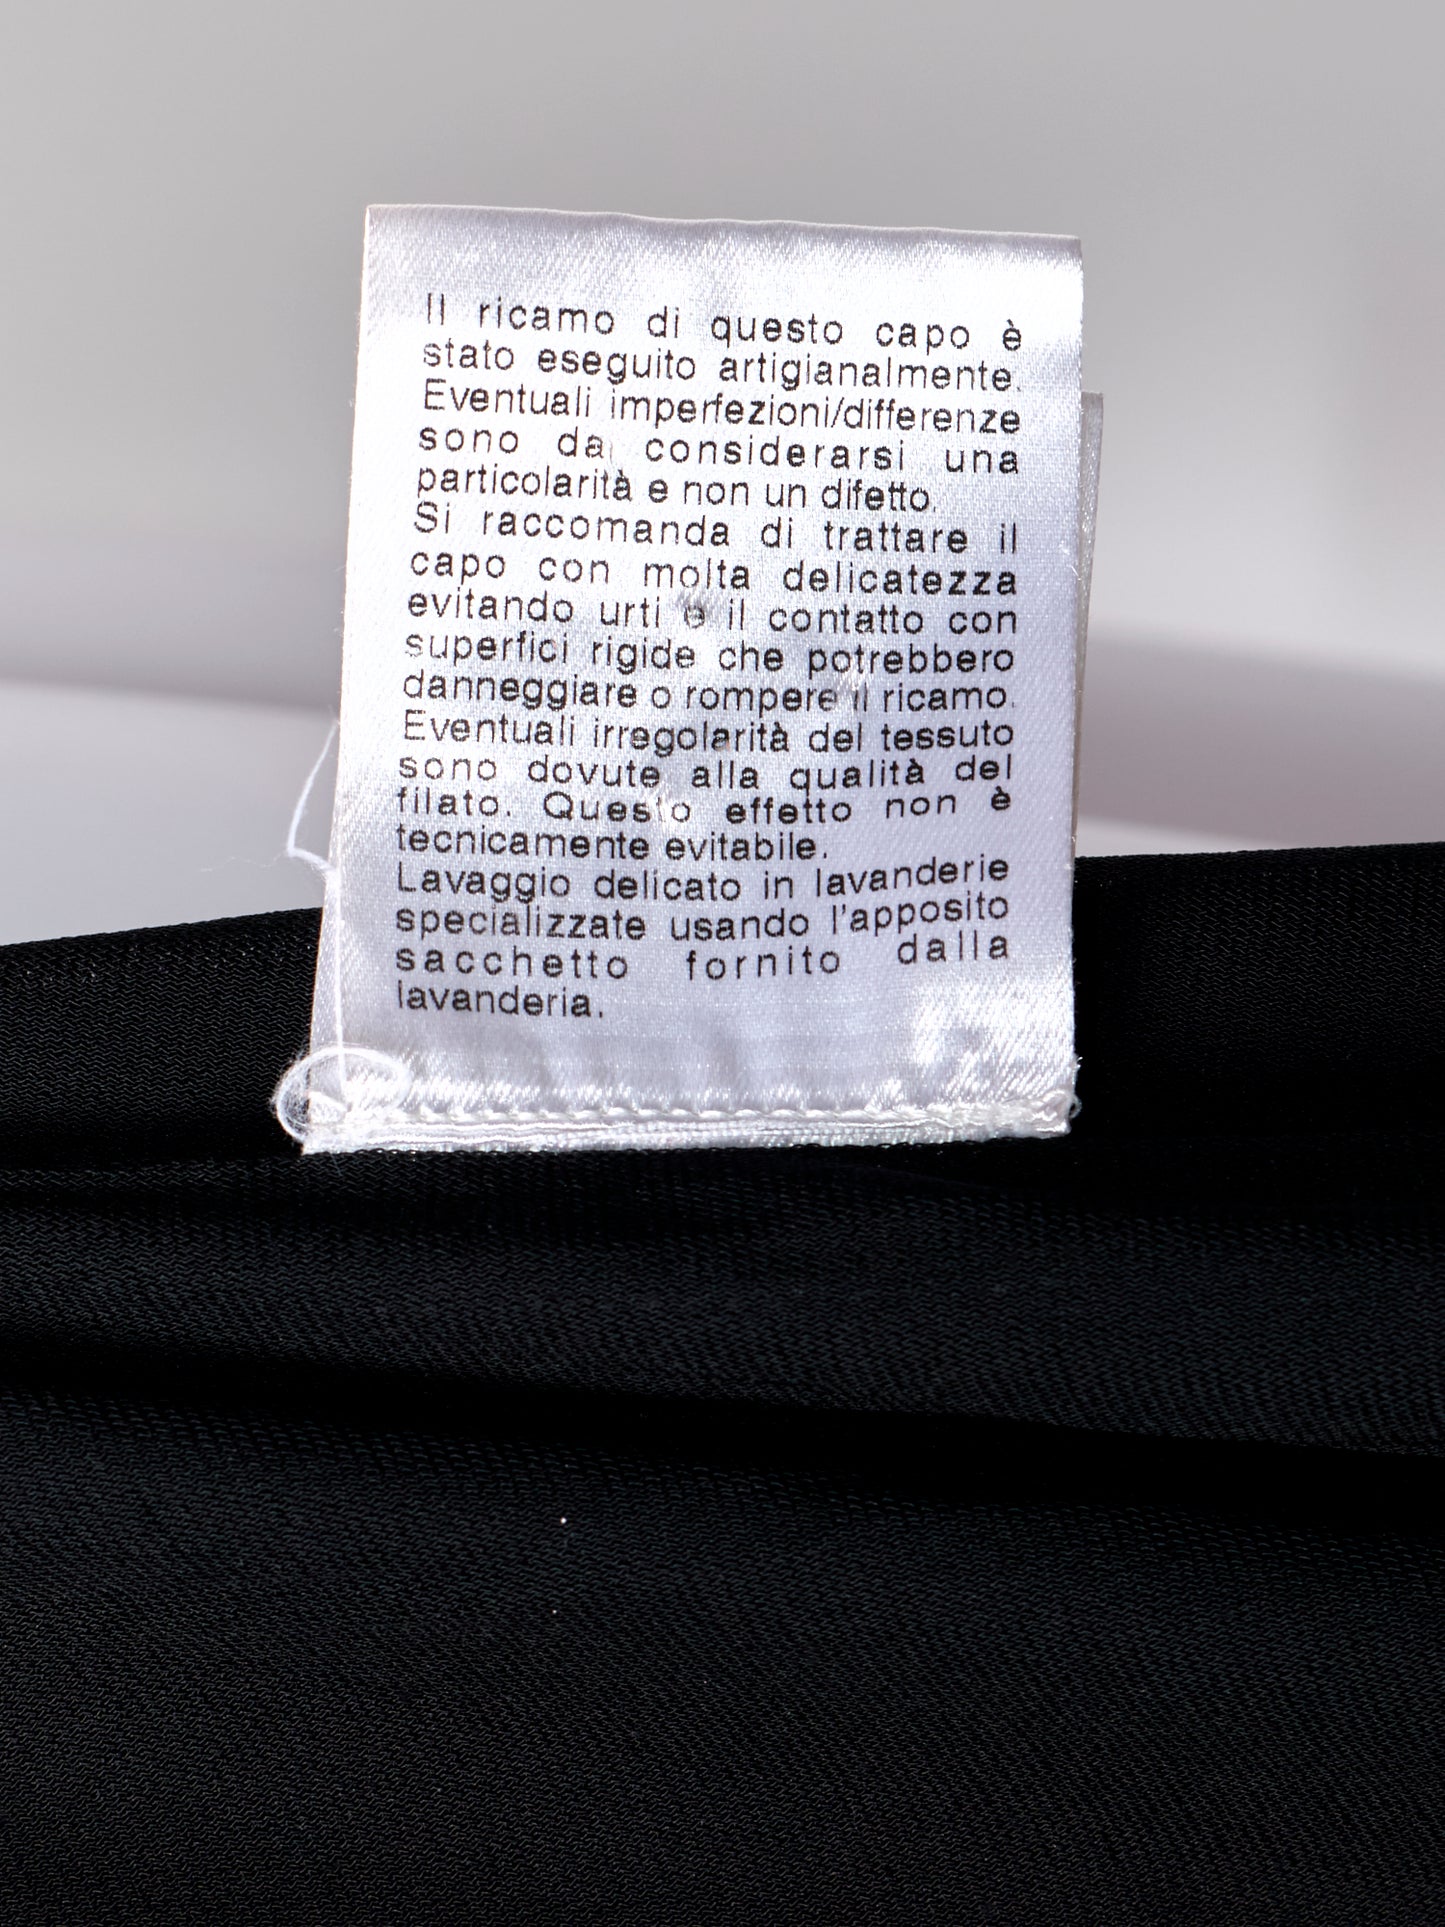 Il ricamo di questo capo è
stato eseguito artigianalmente.
Eventuali imperfezioni/differenze
sono da considerarsi una
particolarità e non un difetto.
Si raccomanda di trattare il
capo con molta delicatezza
evitando urti e il contatto con
superfici rigide che potrebbero
danneggiare o rompere il ricamo.
Eventuali irregolarità del tessuto
sono dovute alla qualità del
filato. Questo effetto non è
tecnicamente evitabile.
Lavaggio delicato in lavanderie
specializzate usando l'apposito
sacchetto fornito dalla
lavanderia.